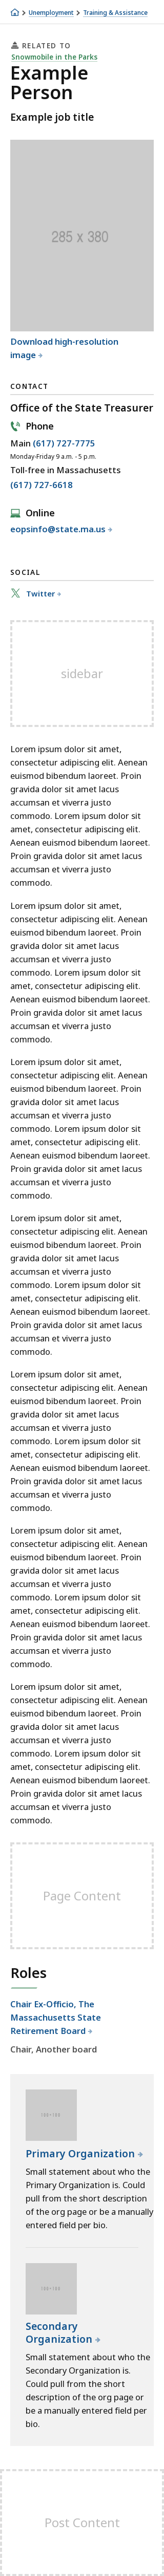 Unemployment > Training & Assistance
RELATED TO
Snowmobile in the Parks
Example
Person
Example job title
285 x 380
Download high-resolution
image
CONTACT
Office of the State Treasurer
Phone
Main (617) 727-7775
Monday-Friday 9 a.m. - 5 p.m.
Toll-free in Massachusetts
(617) 727-6618
Online
eopsinfo@state.ma.us
SOCIAL
Twitter
sidebar
Lorem ipsum dolor sit amet,
consectetur adipiscing elit. Aenean
euismod bibendum laoreet. Proin
gravida dolor sit amet lacus
accumsan et viverra justo
commodo. Lorem ipsum dolor sit
amet, consectetur adipiscing elit.
Aenean euismod bibendum laoreet.
Proin gravida dolor sit amet lacus
accumsan et viverra justo
commodo.
Lorem ipsum dolor sit amet,
consectetur adipiscing elit. Aenean
euismod bibendum laoreet. Proin
gravida dolor sit amet lacus
accumsan et viverra justo
commodo. Lorem ipsum dolor sit
amet, consectetur adipiscing elit.
Aenean euismod bibendum laoreet.
Proin gravida dolor sit amet lacus
accumsan et viverra justo
commodo.
Lorem ipsum dolor sit amet,
consectetur adipiscing elit. Aenean
euismod bibendum laoreet. Proin
gravida dolor sit amet lacus
accumsan et viverra justo
commodo. Lorem ipsum dolor sit
amet, consectetur adipiscing elit.
Aenean euismod bibendum laoreet.
Proin gravida dolor sit amet lacus
accumsan et viverra justo
commodo.
Lorem ipsum dolor sit amet,
consectetur adipiscing elit. Aenean
euismod bibendum laoreet. Proin
gravida dolor sit amet lacus
accumsan et viverra justo
commodo. Lorem ipsum dolor sit
amet, consectetur adipiscing elit.
Aenean euismod bibendum laoreet.
Proin gravida dolor sit amet lacus
accumsan et viverra justo
commodo.
Lorem ipsum dolor sit amet,
consectetur adipiscing elit. Aenean
euismod bibendum laoreet. Proin
gravida dolor sit amet lacus
accumsan et viverra justo
commodo. Lorem ipsum dolor sit
amet, consectetur adipiscing elit.
Aenean euismod bibendum laoreet.
Proin gravida dolor sit amet lacus
accumsan et viverra justo
commodo.
Lorem ipsum dolor sit amet,
consectetur adipiscing elit. Aenean
euismod bibendum laoreet. Proin
gravida dolor sit amet lacus
accumsan et viverra justo
commodo. Lorem ipsum dolor sit
amet, consectetur adipiscing elit.
Aenean euismod bibendum laoreet.
Proin gravida dolor sit amet lacus
accumsan et viverra justo
commodo.
Lorem ipsum dolor sit amet,
consectetur adipiscing elit. Aenean
euismod bibendum laoreet. Proin
gravida dolor sit amet lacus
accumsan et viverra justo
commodo. Lorem ipsum dolor sit
amet, consectetur adipiscing elit.
Aenean euismod bibendum laoreet.
Proin gravida dolor sit amet lacus
accumsan et viverra justo
commodo.
Page Content
Roles
Chair Ex-Officio, The
Massachusetts State
Retirement Board
Chair, Another board
Primary Organization
Small statement about who the
Primary Organization is. Could
pull from the short description
of the org page or be a manually
entered field per bio.
Secondary
Organization
Small statement about who the
Secondary Organization is.
Could pull from the short
description of the org page or
be a manually entered field per
bio.
Post Content